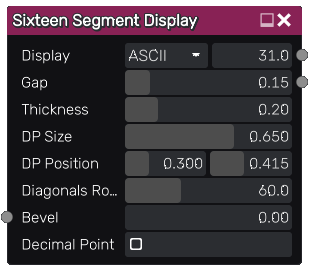 Sixteen Segment Display
Display ASCII 31.0
Gap 0.15
Thickness 0.20
DP Size 0.650
DP Position 0.300 0.415
Diagonals Ro... 60.0
Bevel 0.00
Decimal Point